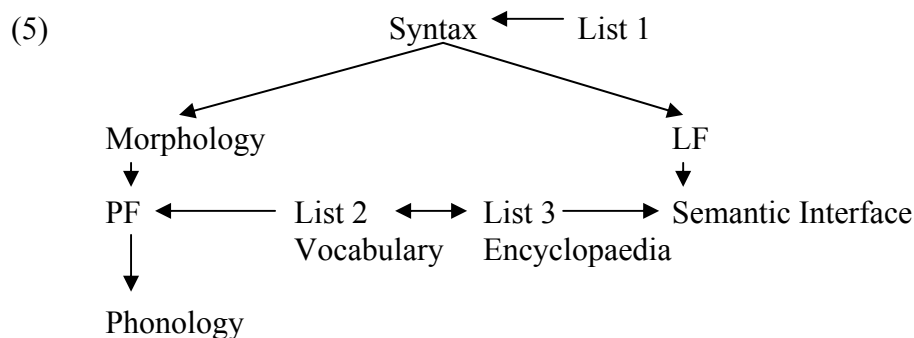 (5) Syntax List 1
Morphology LF
PF List 2 List 3 Semantic Interface
Vocabulary Encyclopaedia
Phonology